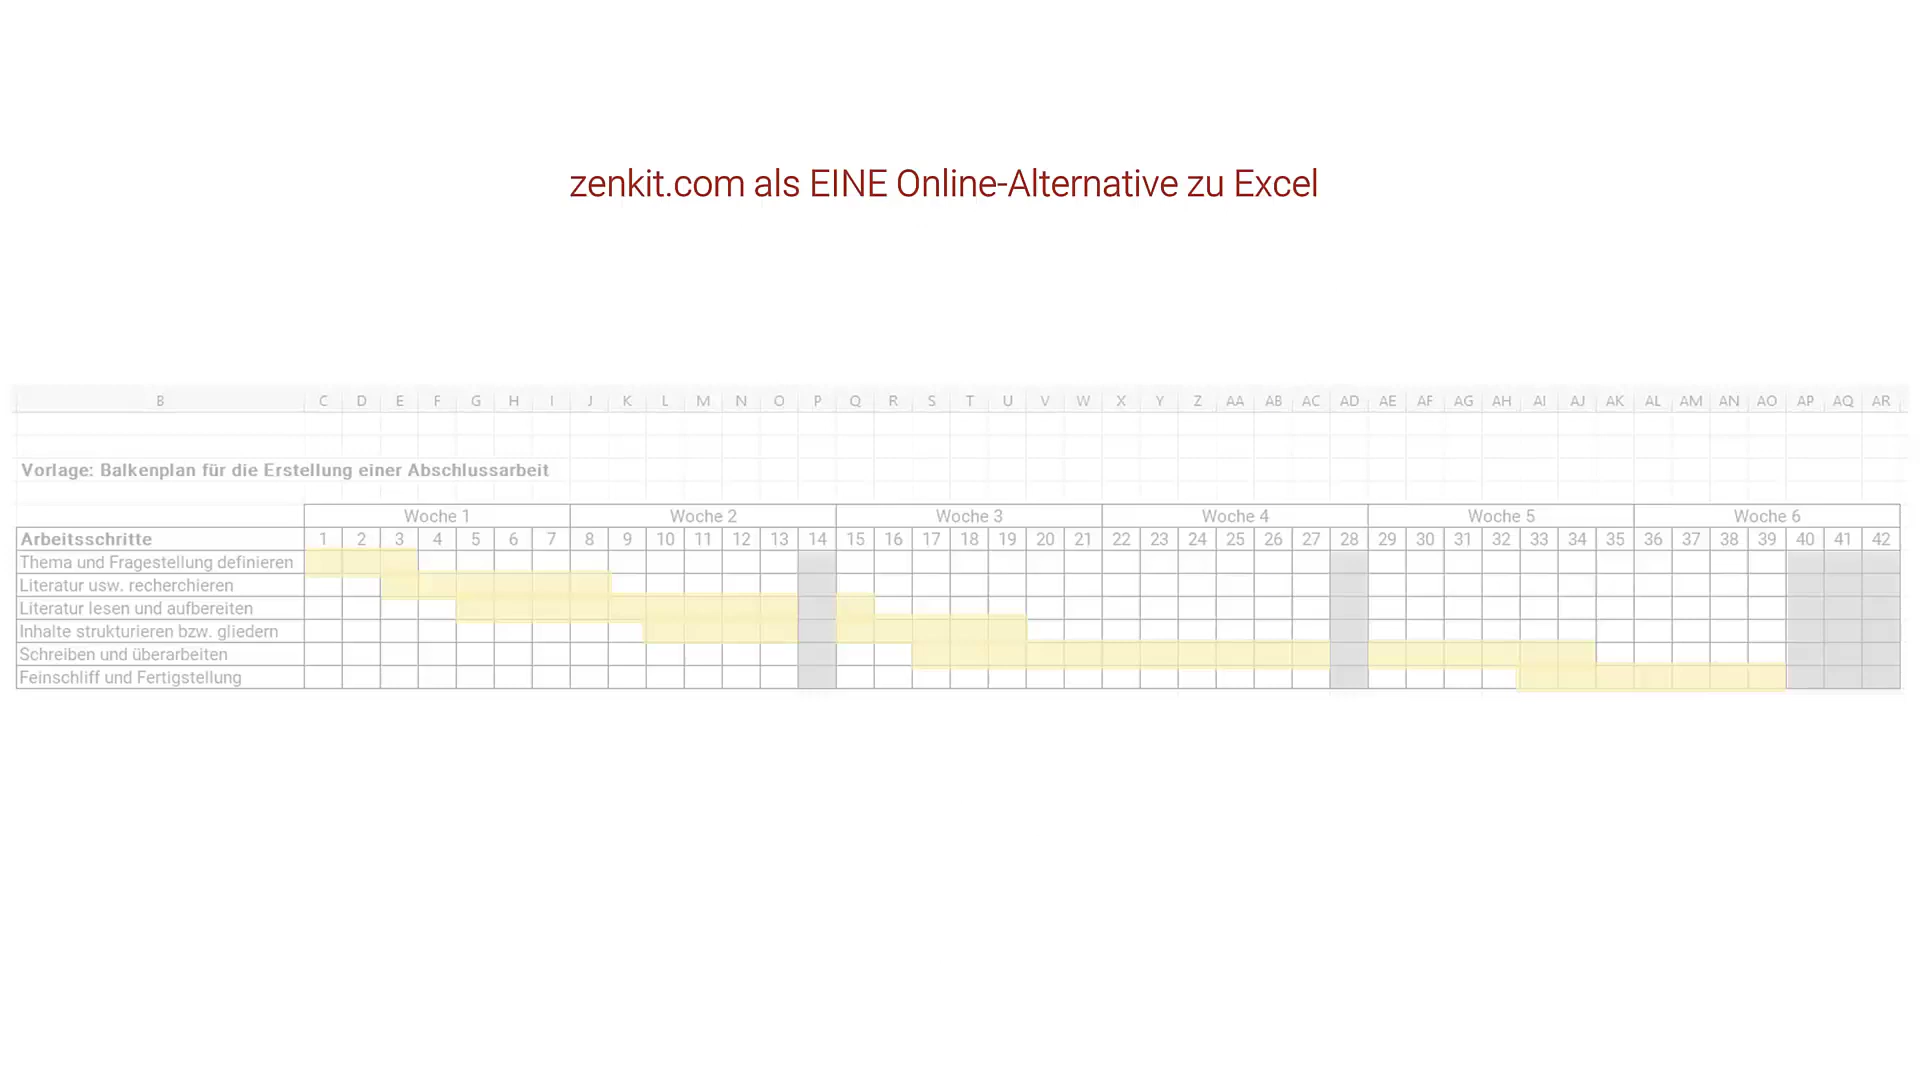 zenkit.com als EINE Online-Alternative zu Excel
B C D E F G H I J K L M N O P Q R S T U V W X Y Z AA AB AC AD AE AF AG AH AI AJ AK AL AM AN AO AP AQ AR
Vorlage: Balkenplan für die Erstellung einer Abschlussarbeit
Woche 1 Woche 2 Woche 3 Woche 4 Woche 5 Woche 6
Arbeitsschritte 1 2 3 4 5 6 7 8 9 10 11 12 13 14 15 16 17 18 19 20 21 22 23 24 25 26 27 28 29 30 31 32 33 34 35 36 37 38 39 40 41 42
Thema und Fragestellung definieren
Literatur usw. recherchieren
Literatur lesen und aufbereiten
Inhalte strukturieren bzw. gliedern
Schreiben und überarbeiten
Feinschliff und Fertigstellung